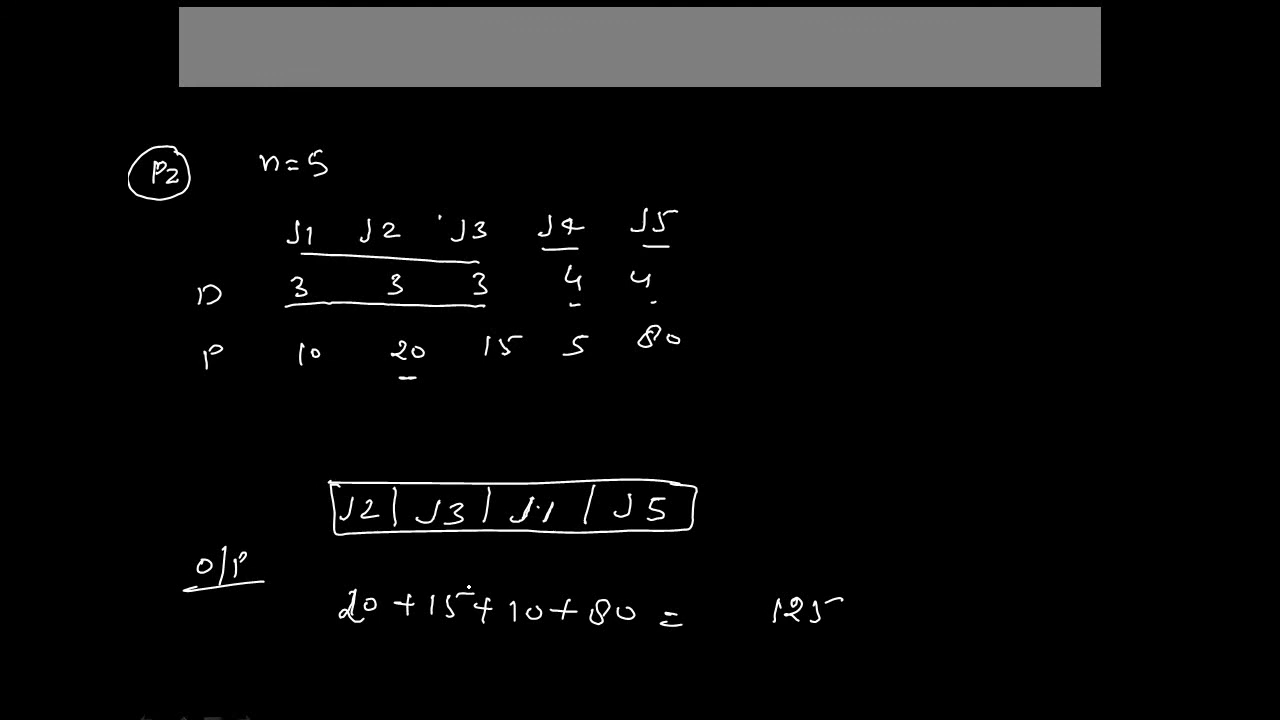 P2 n=5
J1 J2 J3 J4 J5
D 3 3 3 4 4
P 10 20 15 5 80
J2 | J3 | J1 | J5
O/P
20 + 15 + 10 + 80 = 125